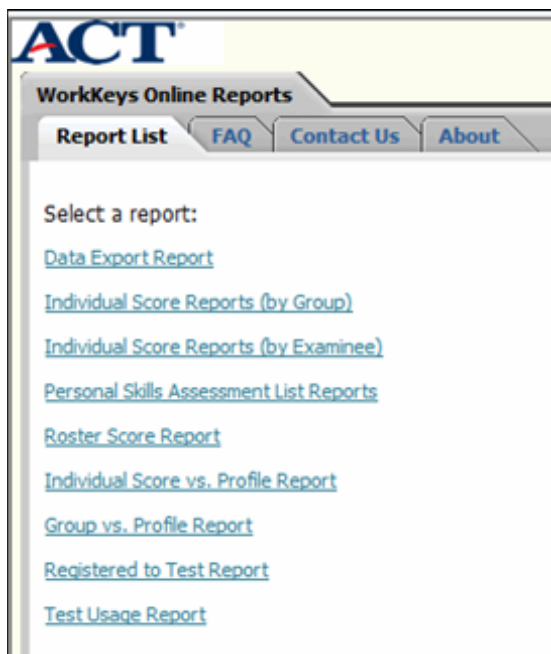 ACT
WorkKeys Online Reports
Report List FAQ Contact Us About
Select a report:
Data Export Report
Individual Score Reports (by Group)
Individual Score Reports (by Examinee)
Personal Skills Assessment List Reports
Roster Score Report
Individual Score vs. Profile Report
Group vs. Profile Report
Registered to Test Report
Test Usage Report